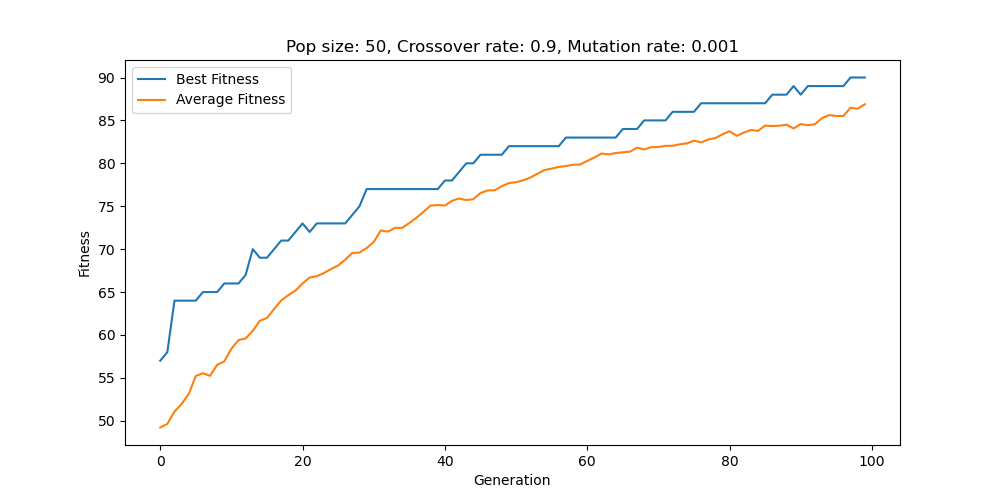 Pop size: 50, Crossover rate: 0.9, Mutation rate: 0.001
Best Fitness
Average Fitness
90
85
80
75
70
65
60
55
50
Fitness
0 20 40 60 80 100
Generation